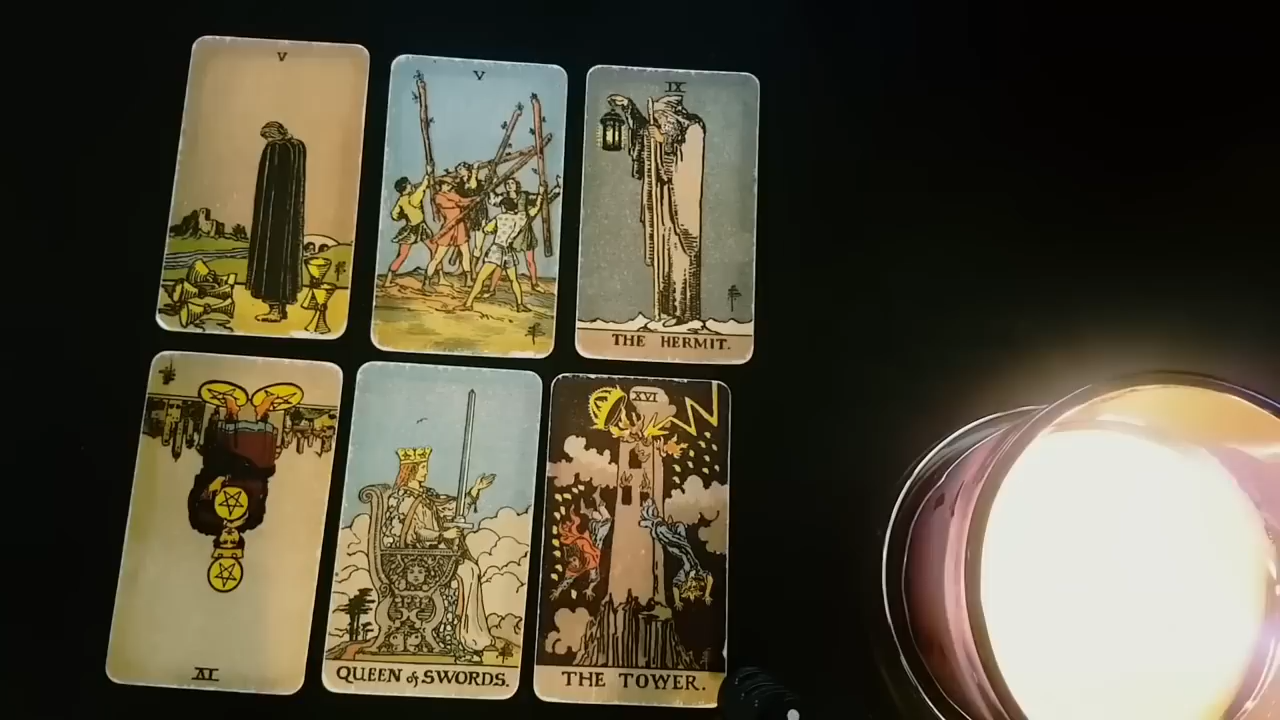 V
V
IX
THE HERMIT.
IV
QUEEN of SWORDS.
XVI
THE TOWER.